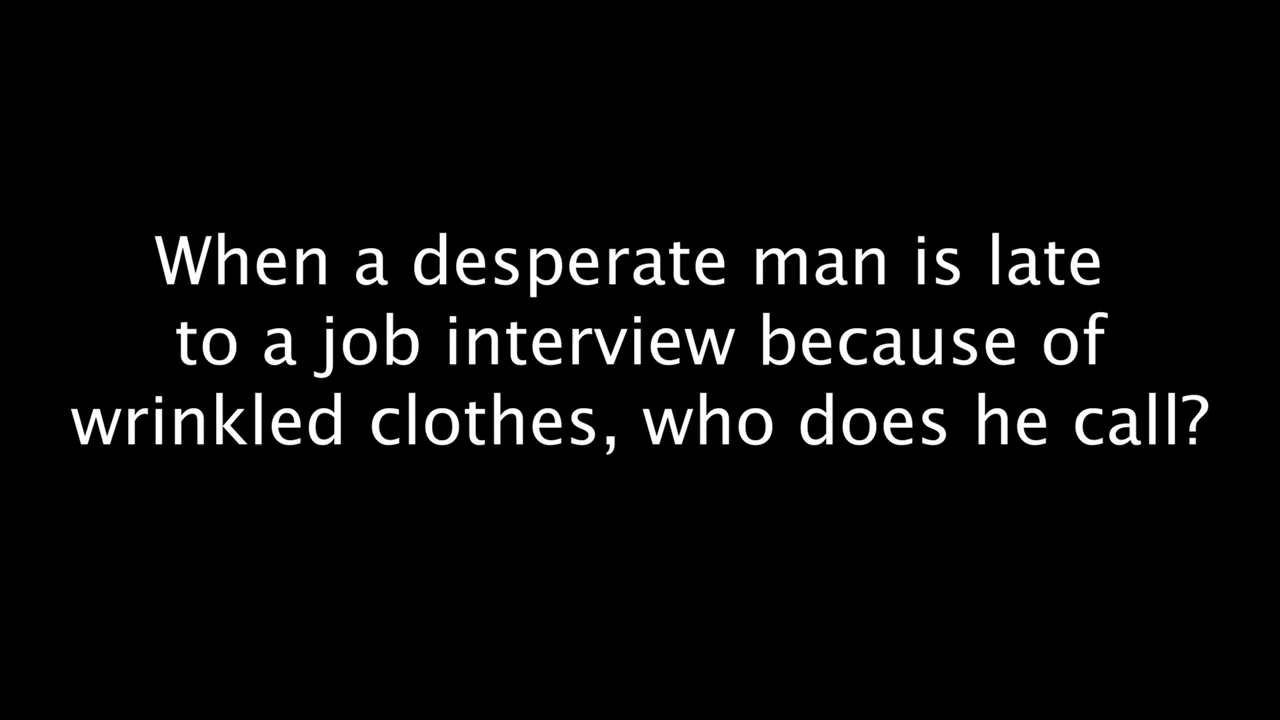 When a desperate man is late
to a job interview because of
wrinkled clothes, who does he call?